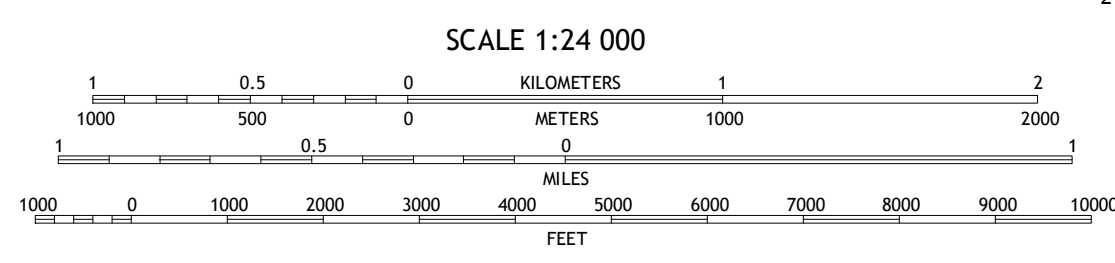 2
SCALE 1:24 000
1 0.5 0 KILOMETERS 1 2
1000 500 0 METERS 1000 2000
1 0.5 0 1
MILES
1000 0 1000 2000 3000 4000 5000 6000 7000 8000 9000 10000
FEET